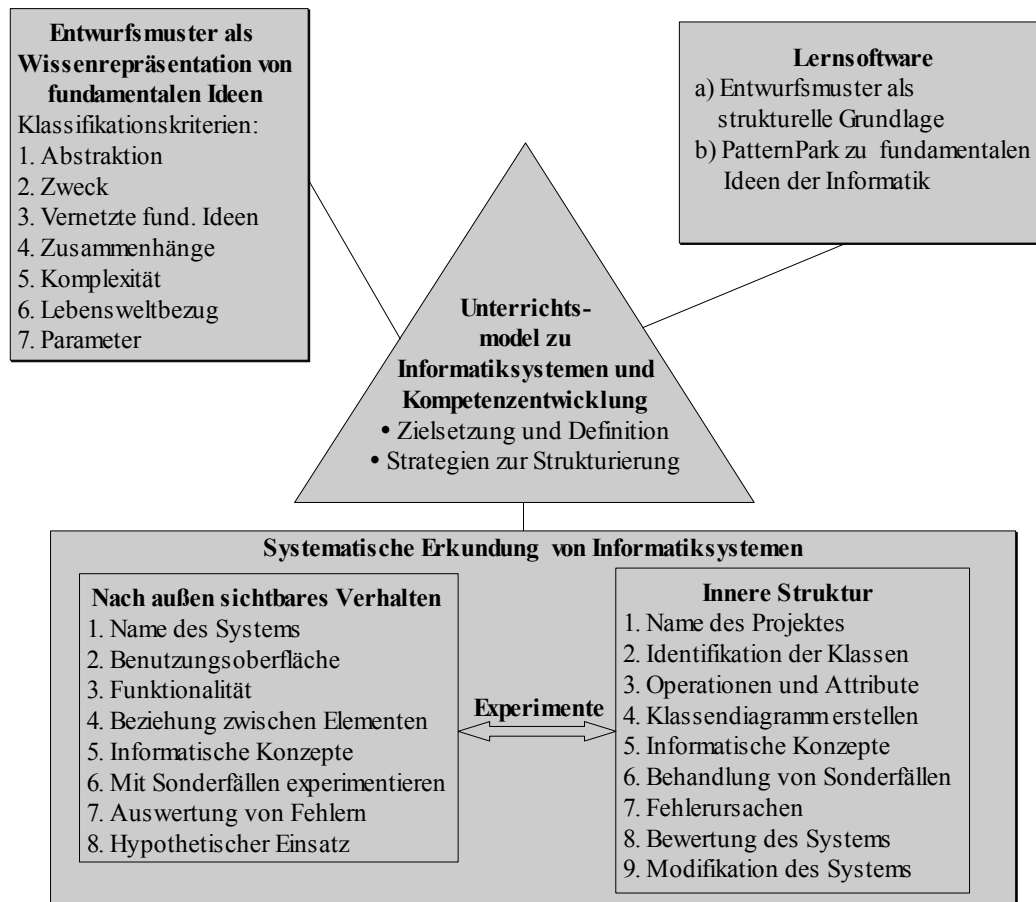 Entwurfsmuster als
Wissenrepräsentation von
fundamentalen Ideen
Klassifikationskriterien:
1. Abstraktion
2. Zweck
3. Vernetzte fund. Ideen
4. Zusammenhänge
5. Komplexität
6. Lebensweltbezug
7. Parameter
Lernsoftware
a) Entwurfsmuster als
strukturelle Grundlage
b) PatternPark zu fundamentalen
Ideen der Informatik
Unterrichts-
model zu
Informatiksystemen und
Kompetenzentwicklung
• Zielsetzung und Definition
• Strategien zur Strukturierung
Systematische Erkundung von Informatiksystemen
Nach außen sichtbares Verhalten
1. Name des Systems
2. Benutzungsoberfläche
3. Funktionalität
4. Beziehung zwischen Elementen
5. Informatische Konzepte
6. Mit Sonderfällen experimentieren
7. Auswertung von Fehlern
8. Hypothetischer Einsatz
Experimente
Innere Struktur
1. Name des Projektes
2. Identifikation der Klassen
3. Operationen und Attribute
4. Klassendiagramm erstellen
5. Informatische Konzepte
6. Behandlung von Sonderfällen
7. Fehlerursachen
8. Bewertung des Systems
9. Modifikation des Systems